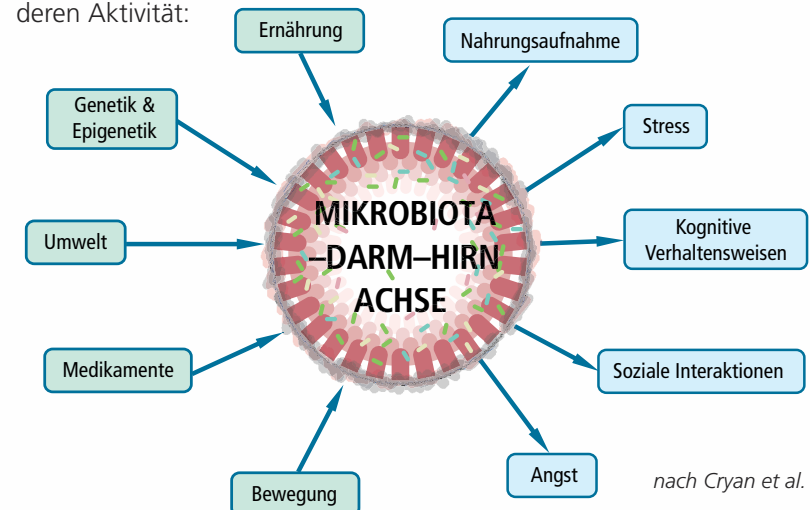 deren Aktivität:
Ernährung
Nahrungsaufnahme
Genetik &
Epigenetik
Stress
MIKROBIOTA
–DARM–HIRN
ACHSE
Umwelt
Kognitive
Verhaltensweisen
Medikamente
Soziale Interaktionen
Bewegung
Angst
nach Cryan et al.